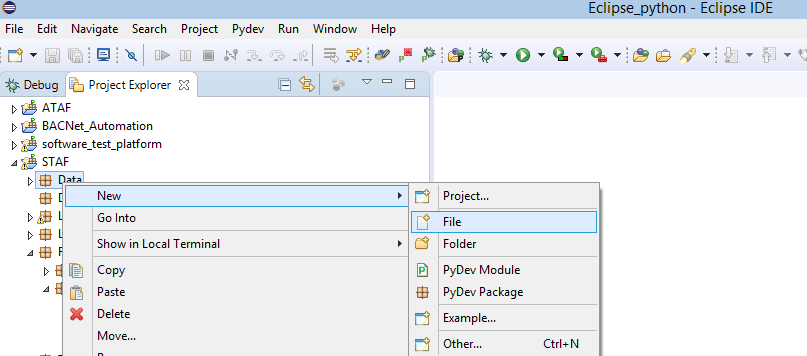 Eclipse_python - Eclipse IDE
File Edit Navigate Search Project Pydev Run Window Help
Debug Project Explorer
ATAF
BACNet_Automation
software_test_platform
STAF
Data
New
Project...
Go Into
File
Show in Local Terminal
Folder
Copy
PyDev Module
Paste
PyDev Package
Delete
Example...
Move...
Other... Ctrl+N